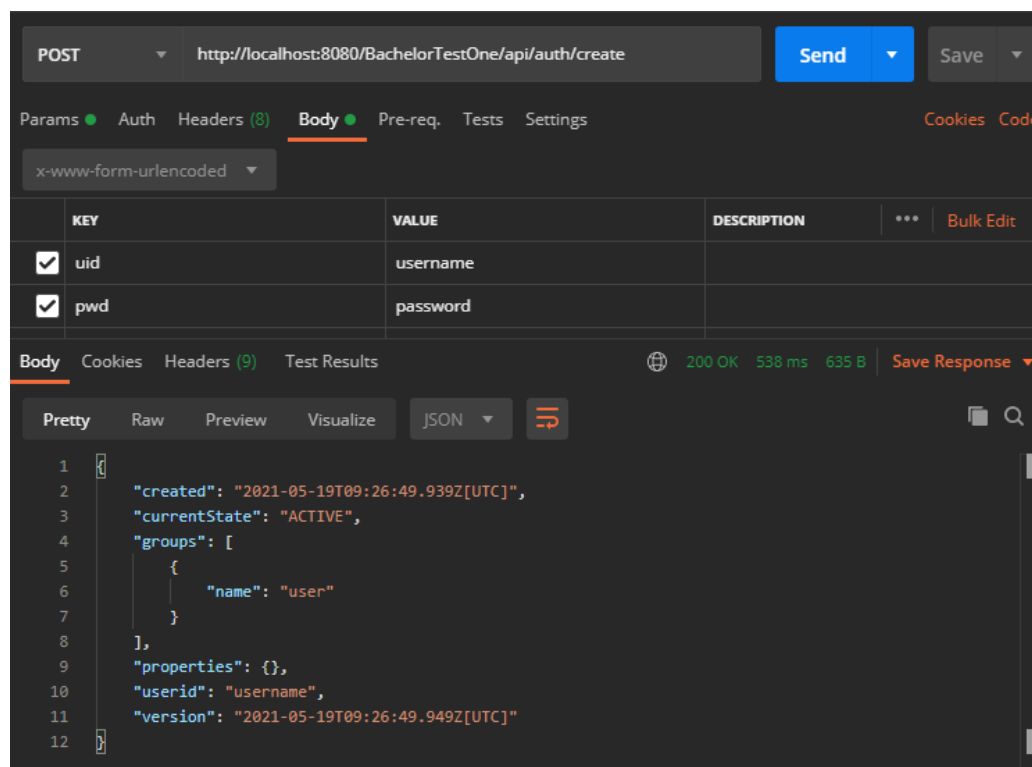 POST http://localhost:8080/BachelorTestOne/api/auth/create Send Save
Params Auth Headers (8) Body Pre-req. Tests Settings Cookies Cod
x-www-form-urlencoded
KEY VALUE DESCRIPTION ••• Bulk Edit
uid username
pwd password
Body Cookies Headers (9) Test Results 200 OK 538 ms 635 B Save Response
Pretty Raw Preview Visualize JSON
1 {
2 "created": "2021-05-19T09:26:49.939Z[UTC]",
3 "currentState": "ACTIVE",
4 "groups": [
5 {
6 "name": "user"
7 }
8 ],
9 "properties": {},
10 "userid": "username",
11 "version": "2021-05-19T09:26:49.949Z[UTC]"
12 }